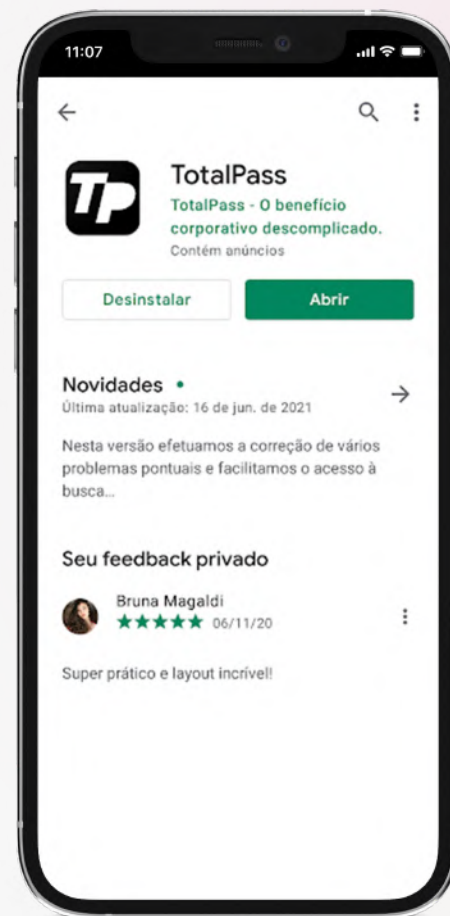 11:07
TP
TotalPass
TotalPass - O benefício
corporativo descomplicado.
Contém anúncios
Desinstalar
Abrir
Novidades
Última atualização: 16 de jun. de 2021
Nesta versão efetuamos a correção de vários
problemas pontuais e facilitamos o acesso à
busca...
Seu feedback privado
Bruna Magaldi
06/11/20
Super prático e layout incrível!